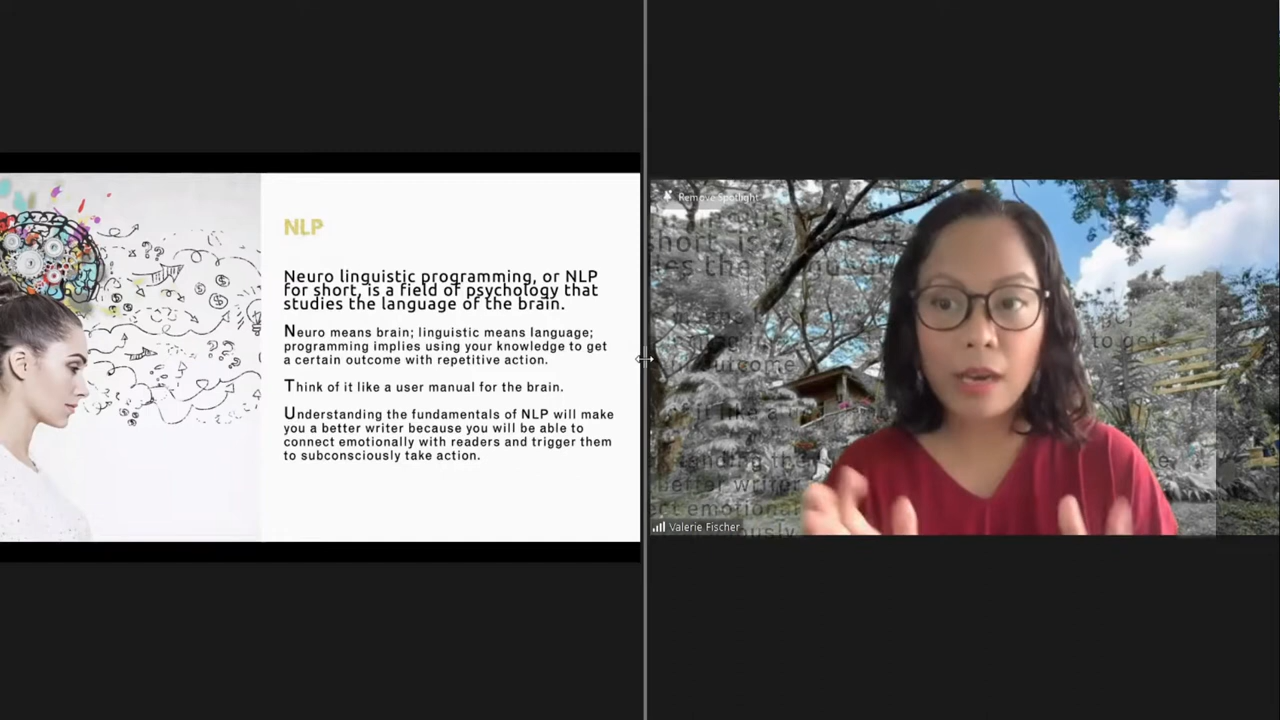 NLP
Neuro linguistic programming, or NLP
for short, is a field of psychology that
studies the language of the brain.
Neuro means brain; linguistic means language;
programming implies using your knowledge to get
a certain outcome with repetitive action.
Think of it like a user manual for the brain.
Understanding the fundamentals of NLP will make
you a better writer because you will be able to
connect emotionally with readers and trigger them
to subconsciously take action.
Remove Spotlight
Valerie Fischer